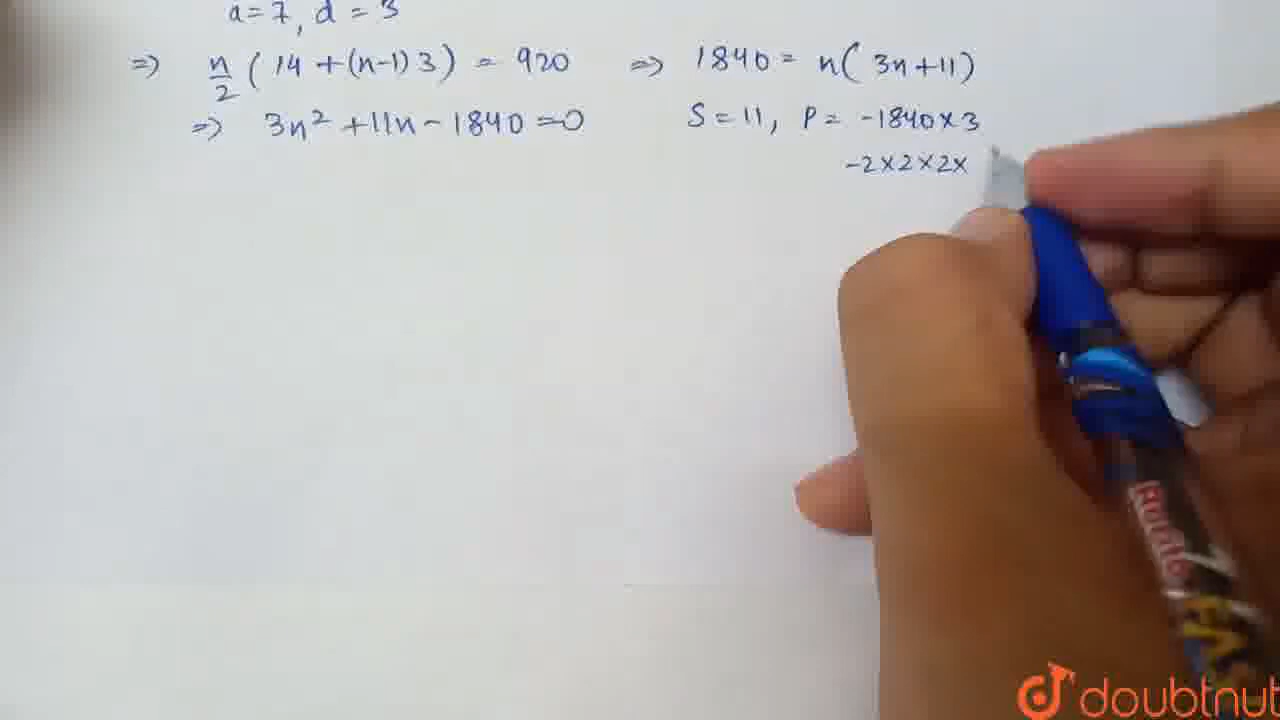 a=7, d = 3
=> n/2 ( 14 +(n-1) 3) = 920 => 1840 = n( 3n+11)
=> 3n² +11n - 1840 =0 S = 11, P = -1840×3
-2×2×2×
doubtnut